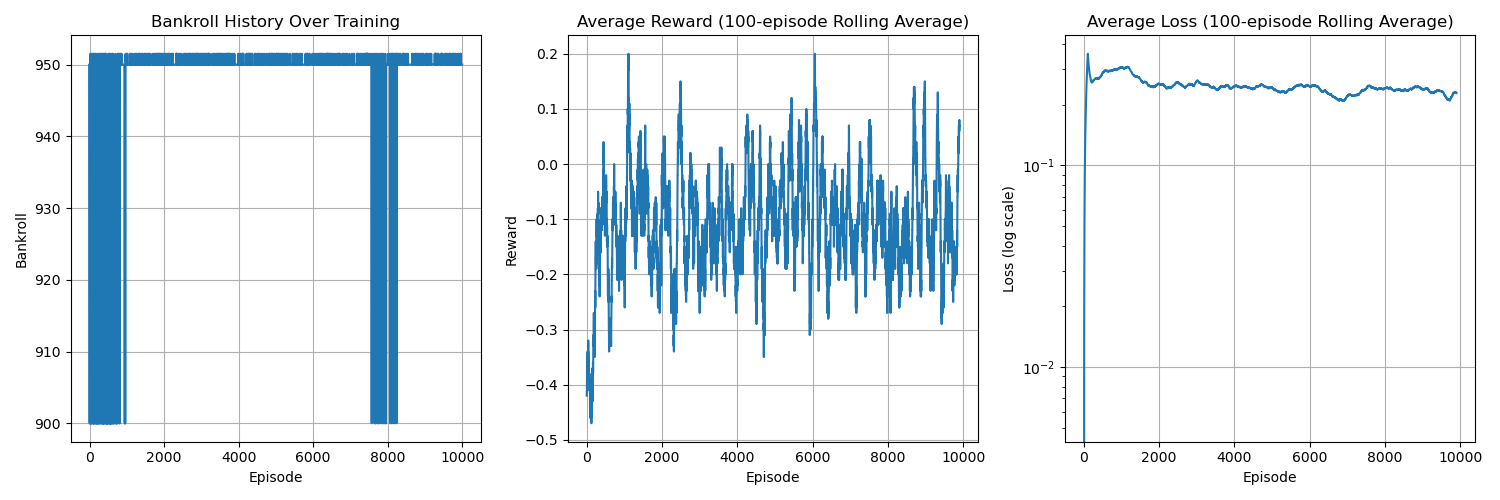 Bankroll History Over Training
Bankroll
950
940
930
920
910
900
0 2000 4000 6000 8000 10000
Episode
Average Reward (100-episode Rolling Average)
Reward
0.2
0.1
0.0
−0.1
−0.2
−0.3
−0.4
−0.5
0 2000 4000 6000 8000 10000
Episode
Average Loss (100-episode Rolling Average)
Loss (log scale)
10⁻¹
10⁻²
0 2000 4000 6000 8000 10000
Episode